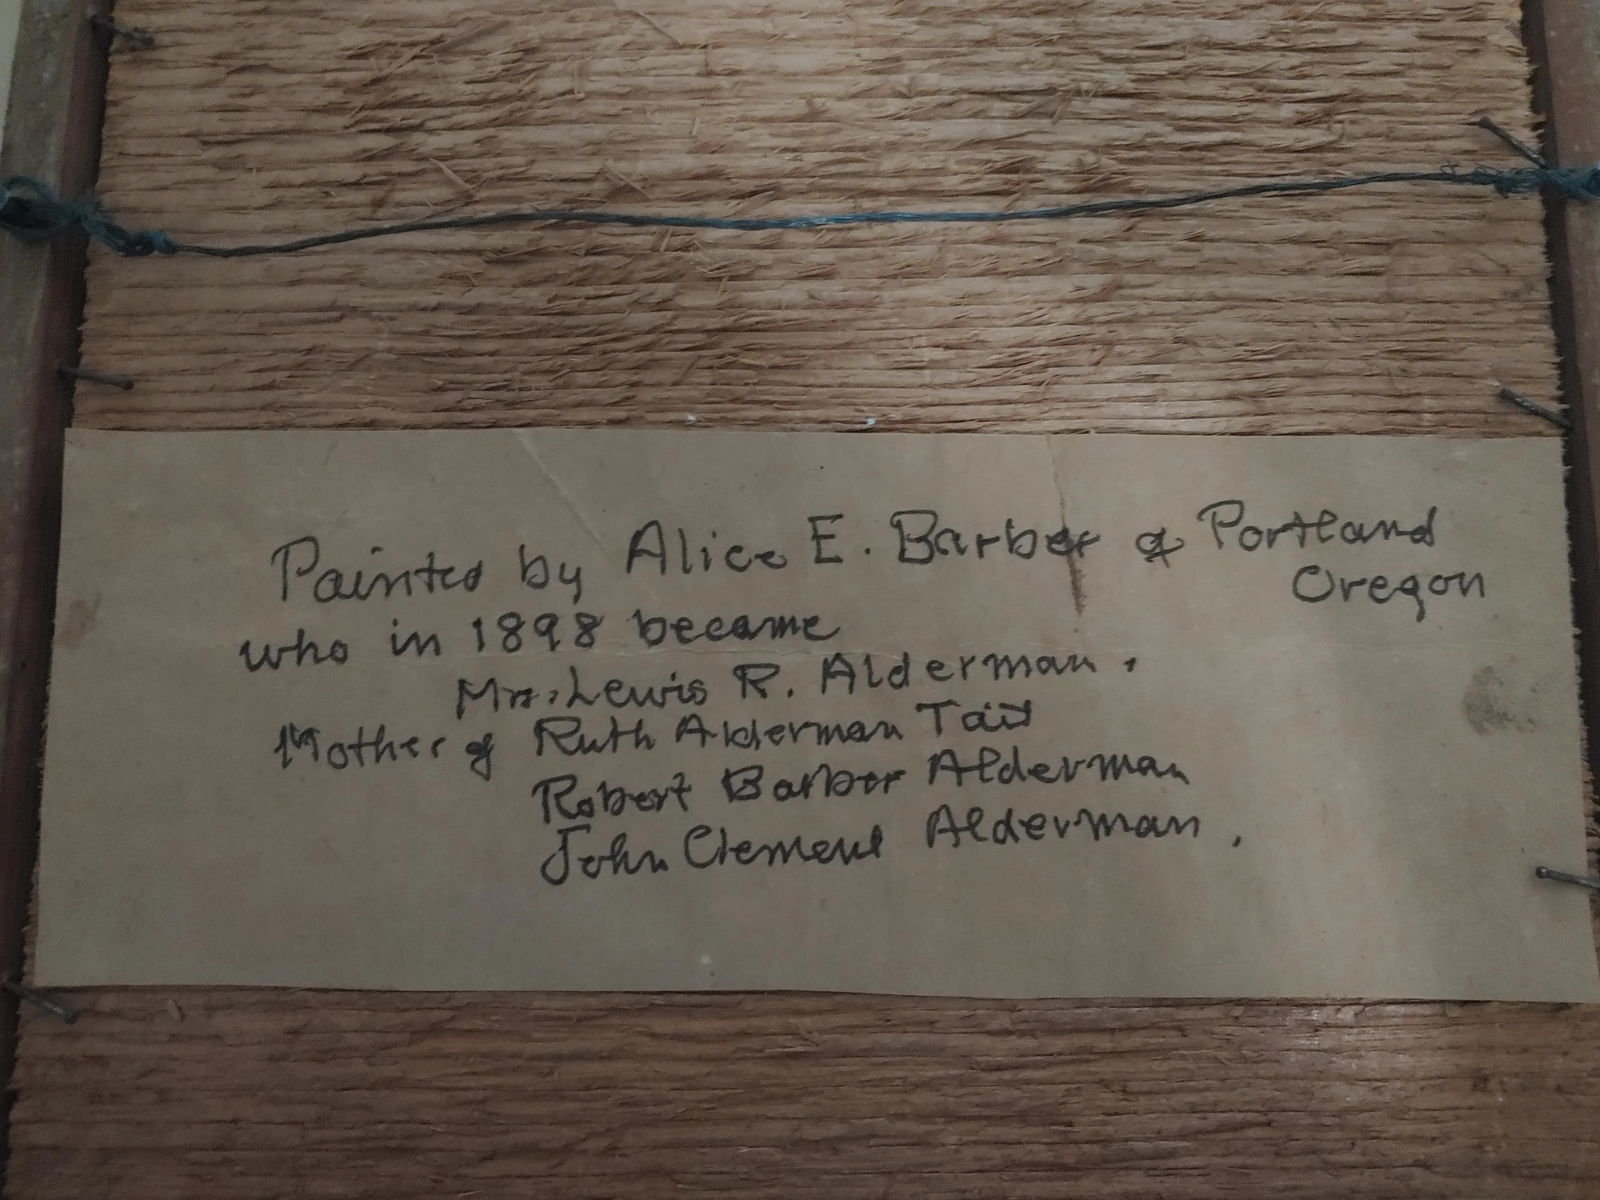 Painted by Alice E. Barber of Portland
Oregon
who in 1898 became
Mrs. Lewis R. Alderman.
Mother of Ruth Alderman Tait
Robert Barber Alderman
John Clement Alderman.